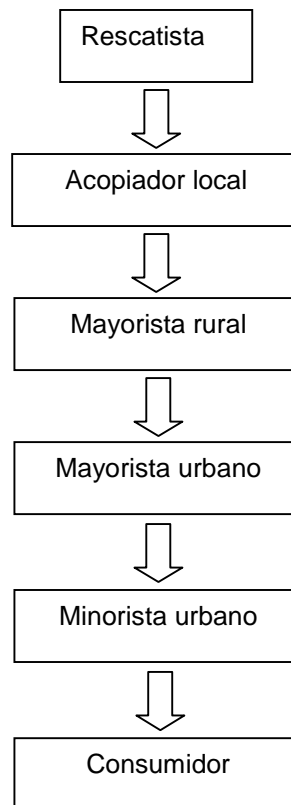 Rescatista
Acopiador local
Mayorista rural
Mayorista urbano
Minorista urbano
Consumidor